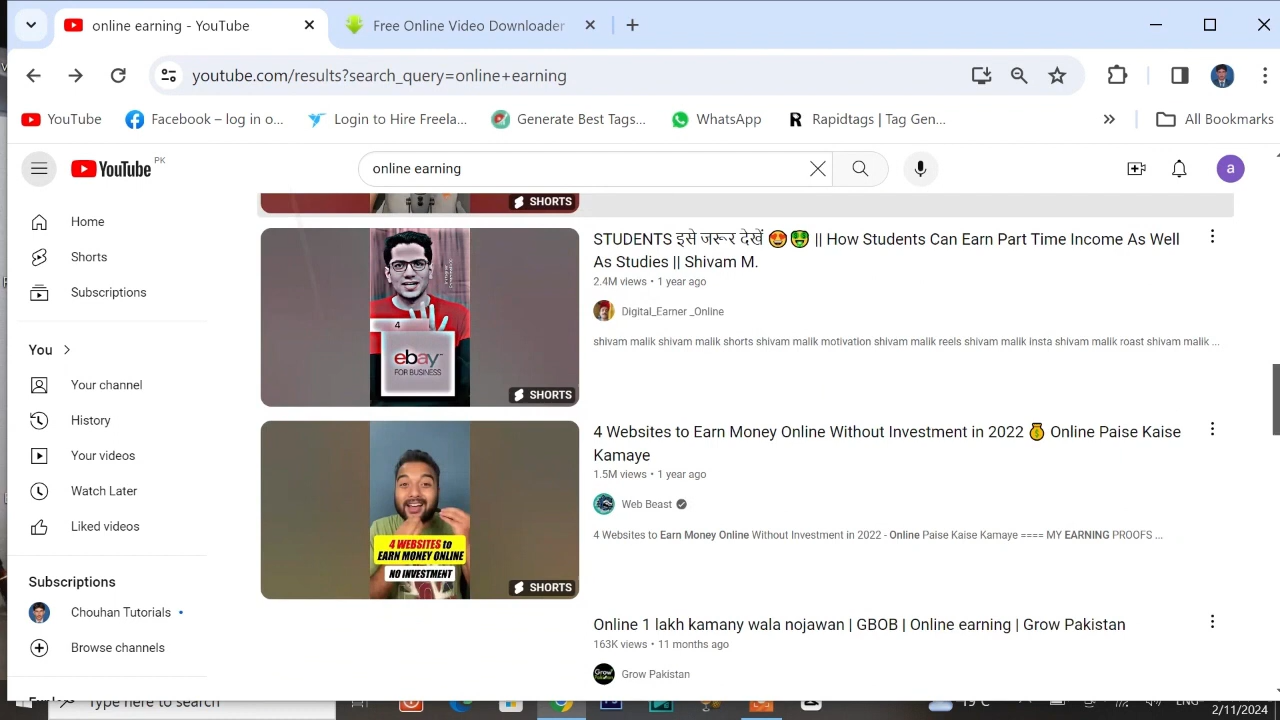 online earning - YouTube
Free Online Video Downloader
youtube.com/results?search_query=online+earning
YouTube
Facebook – log in o...
Login to Hire Freela...
Generate Best Tags...
WhatsApp
R
Rapidtags | Tag Gen...
All Bookmarks
YouTube PK
online earning
a
Home
Shorts
Subscriptions
You
Your channel
History
Your videos
Watch Later
Liked videos
Subscriptions
Chouhan Tutorials
Browse channels
SHORTS
4
ebay
FOR BUSINESS
SHORTS
STUDENTS इसे जरूर देखें 😍🤑 || How Students Can Earn Part Time Income As Well
As Studies || Shivam M.
2.4M views • 1 year ago
Digital_Earner _Online
shivam malik shivam malik shorts shivam malik motivation shivam malik reels shivam malik insta shivam malik roast shivam malik ...
4 WEBSITES to
EARN MONEY ONLINE
NO INVESTMENT
SHORTS
4 Websites to Earn Money Online Without Investment in 2022 💰 Online Paise Kaise
Kamaye
1.5M views • 1 year ago
Web Beast
4 Websites to Earn Money Online Without Investment in 2022 - Online Paise Kaise Kamaye ==== MY EARNING PROOFS ...
Online 1 lakh kamany wala nojawan | GBOB | Online earning | Grow Pakistan
163K views • 11 months ago
Grow Pakistan
Type here to search
19°C
ENG
2/11/2024